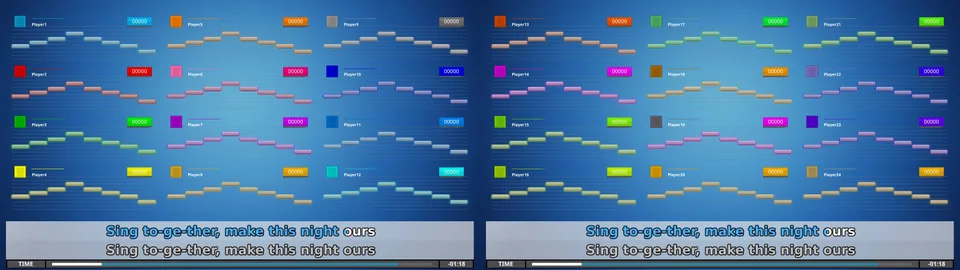 Player1 00000
Player5 00000
Player9 00000
Player2 00000
Player6 00000
Player10 00000
Player3 00000
Player7 00000
Player11 00000
Player4 00000
Player8 00000
Player12 00000
Sing to-ge-ther, make this night ours
Sing to-ge-ther, make this night ours
TIME -01:18
Player13 00000
Player17 00000
Player21 00000
Player14 00000
Player18 00000
Player22 00000
Player15 00000
Player19 00000
Player23 00000
Player16 00000
Player20 00000
Player24 00000
Sing to-ge-ther, make this night ours
Sing to-ge-ther, make this night ours
TIME -01:18